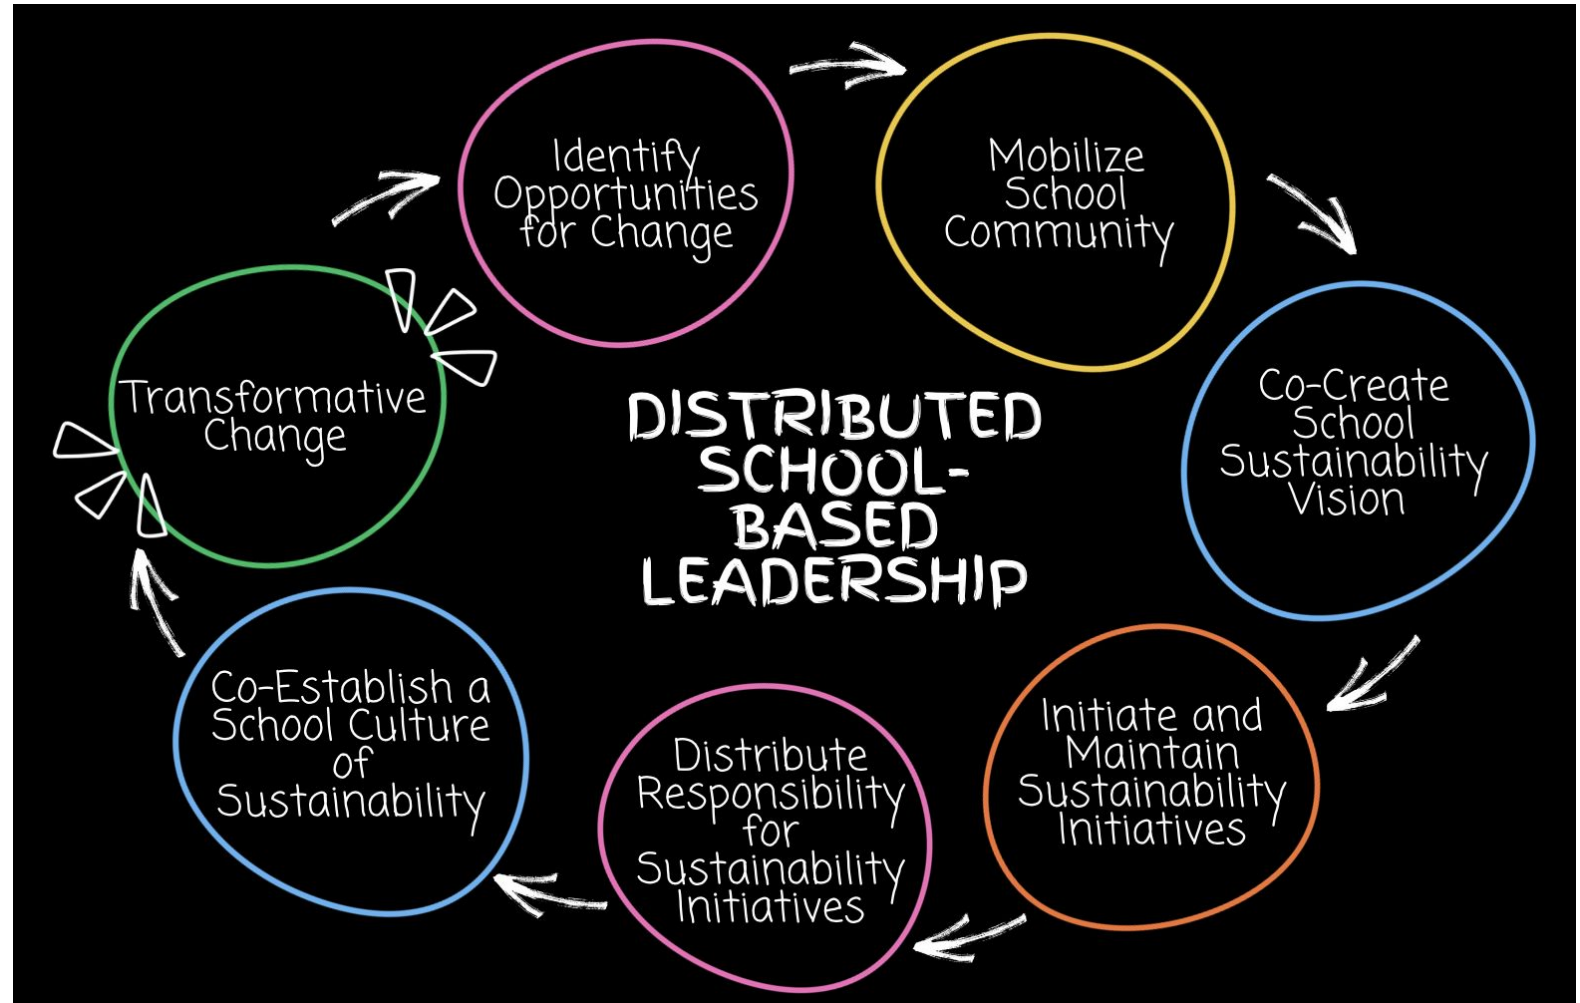 Identify
Opportunities
for Change
Mobilize
School
Community
Co-Create
School
Sustainability
Vision
Initiate and
Maintain
Sustainability
Initiatives
Distribute
Responsibility
for
Sustainability
Initiatives
Co-Establish a
School Culture
of
Sustainability
Transformative
Change
DISTRIBUTED
SCHOOL-
BASED
LEADERSHIP